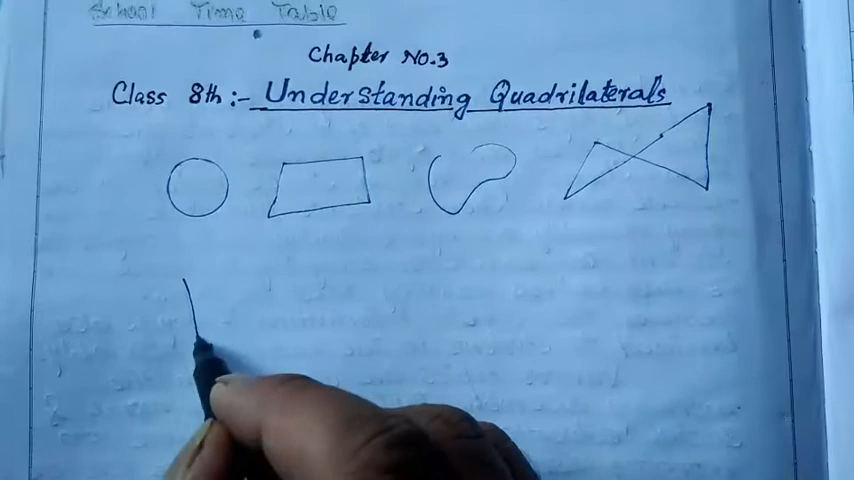 School Time Table
Chapter No.3
Class 8th :- Understanding Quadrilaterals